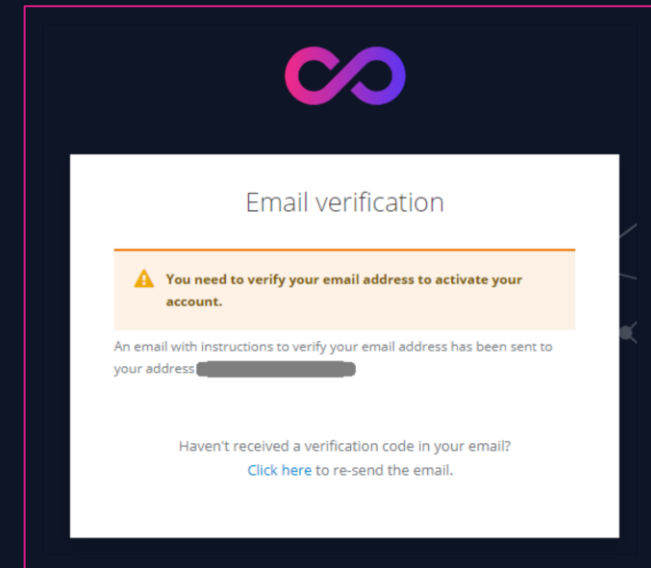 Email verification
You need to verify your email address to activate your
account.
An email with instructions to verify your email address has been sent to
your address
Haven't received a verification code in your email?
Click here to re-send the email.